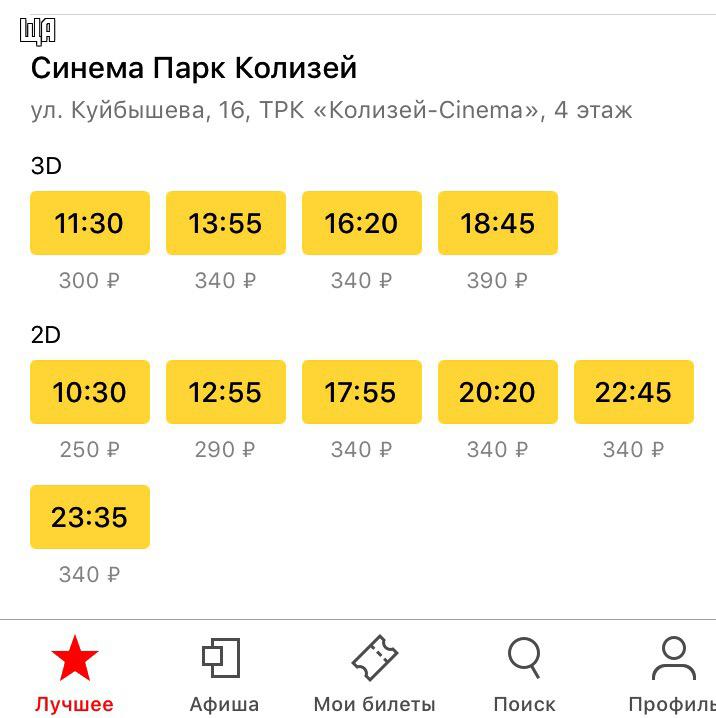 ЩА
Синема Парк Колизей
ул. Куйбышева, 16, ТРК «Колизей-Cinema», 4 этаж
3D
11:30 13:55 16:20 18:45
300 ₽ 340 ₽ 340 ₽ 390 ₽
2D
10:30 12:55 17:55 20:20 22:45
250 ₽ 290 ₽ 340 ₽ 340 ₽ 340 ₽
23:35
340 ₽
Лучшее Афиша Мои билеты Поиск Профиль